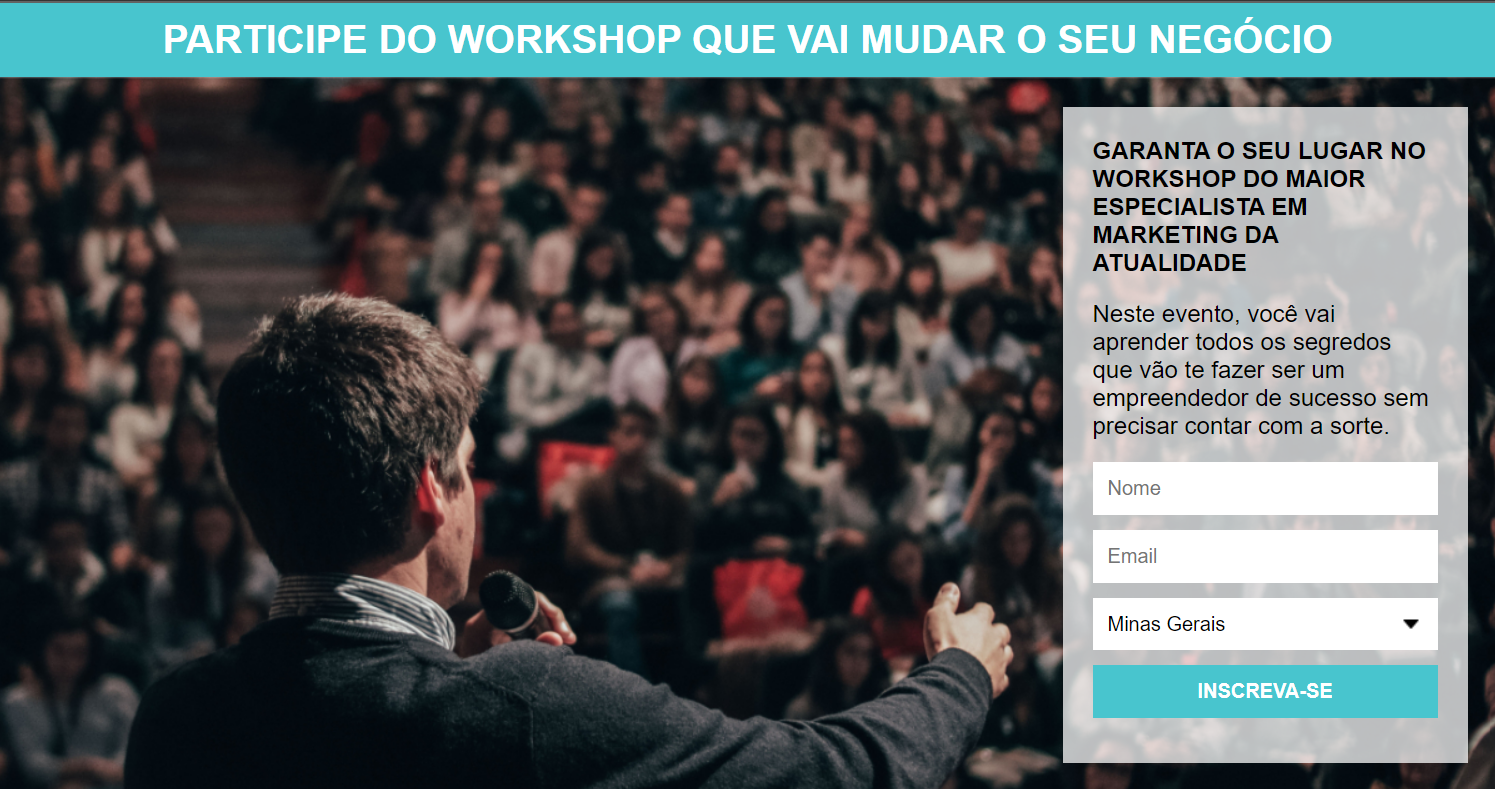 PARTICIPE DO WORKSHOP QUE VAI MUDAR O SEU NEGÓCIO
GARANTA O SEU LUGAR NO
WORKSHOP DO MAIOR
ESPECIALISTA EM
MARKETING DA
ATUALIDADE
Neste evento, você vai
aprender todos os segredos
que vão te fazer ser um
empreendedor de sucesso sem
precisar contar com a sorte.
Nome
Email
Minas Gerais
INSCREVA-SE